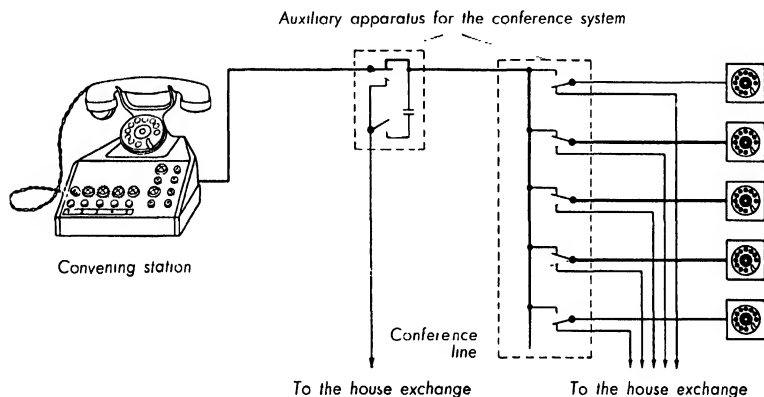 Auxiliary apparatus for the conference system
Convening station
Conference
line
To the house exchange
To the house exchange